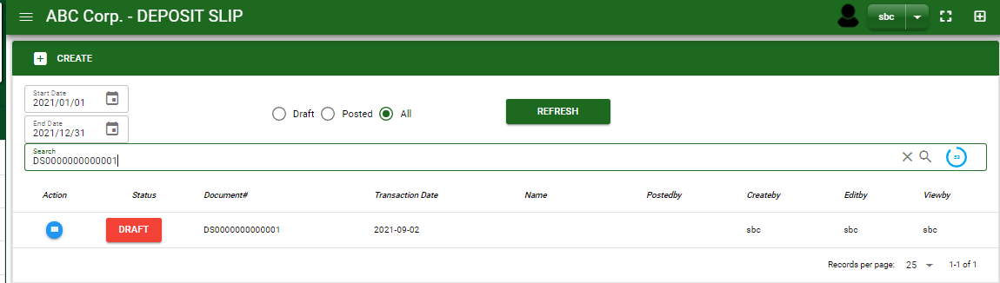 ABC Corp. - DEPOSIT SLIP
sbc
CREATE
Start Date
2021/01/01
Draft
Posted
All
REFRESH
End Date
2021/12/31
Search
DS0000000000001
53
Action Status Document# Transaction Date Name Postedby Createby Editby Viewby
DRAFT DS0000000000001 2021-09-02 sbc sbc sbc
Records per page: 25 1-1 of 1